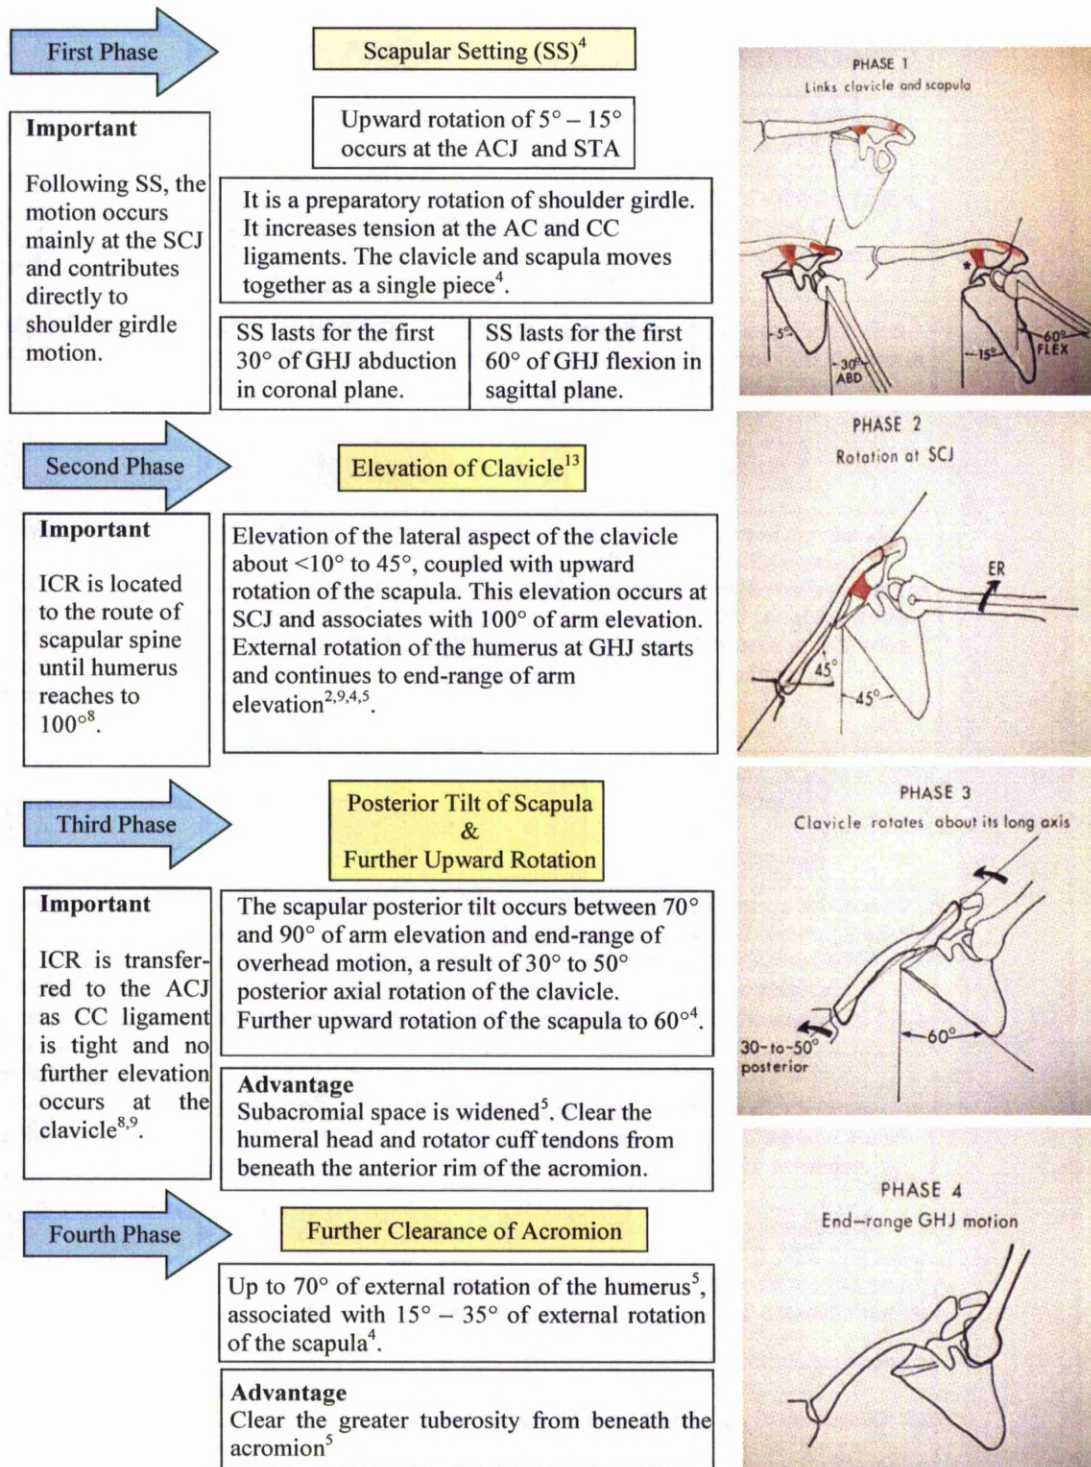 First Phase
Scapular Setting (SS)4
Important
Following SS, the
motion occurs
mainly at the SCJ
and contributes
directly to
shoulder girdle
motion.
Upward rotation of 5° – 15°
occurs at the ACJ and STA
It is a preparatory rotation of shoulder girdle.
It increases tension at the AC and CC
ligaments. The clavicle and scapula moves
together as a single piece4.
SS lasts for the first
30° of GHJ abduction
in coronal plane.
SS lasts for the first
60° of GHJ flexion in
sagittal plane.
PHASE 1
Links clavicle and scapula
5°
30°
ABD
15°
60°
FLEX
Second Phase
Elevation of Clavicle13
Important
ICR is located
to the route of
scapular spine
until humerus
reaches to
100°8.
Elevation of the lateral aspect of the clavicle
about <10° to 45°, coupled with upward
rotation of the scapula. This elevation occurs at
SCJ and associates with 100° of arm elevation.
External rotation of the humerus at GHJ starts
and continues to end-range of arm
elevation2,9,4,5.
PHASE 2
Rotation at SCJ
ER
45°
45°
Third Phase
Posterior Tilt of Scapula
&
Further Upward Rotation
Important
ICR is transfer-
red to the ACJ
as CC ligament
is tight and no
further elevation
occurs at the
clavicle8,9.
The scapular posterior tilt occurs between 70°
and 90° of arm elevation and end-range of
overhead motion, a result of 30° to 50°
posterior axial rotation of the clavicle.
Further upward rotation of the scapula to 60°4.
Advantage
Subacromial space is widened5. Clear the
humeral head and rotator cuff tendons from
beneath the anterior rim of the acromion.
PHASE 3
Clavicle rotates about its long axis
30-to-50°
posterior
60°
Fourth Phase
Further Clearance of Acromion
Up to 70° of external rotation of the humerus5,
associated with 15° – 35° of external rotation
of the scapula4.
Advantage
Clear the greater tuberosity from beneath the
acromion5
PHASE 4
End-range GHJ motion